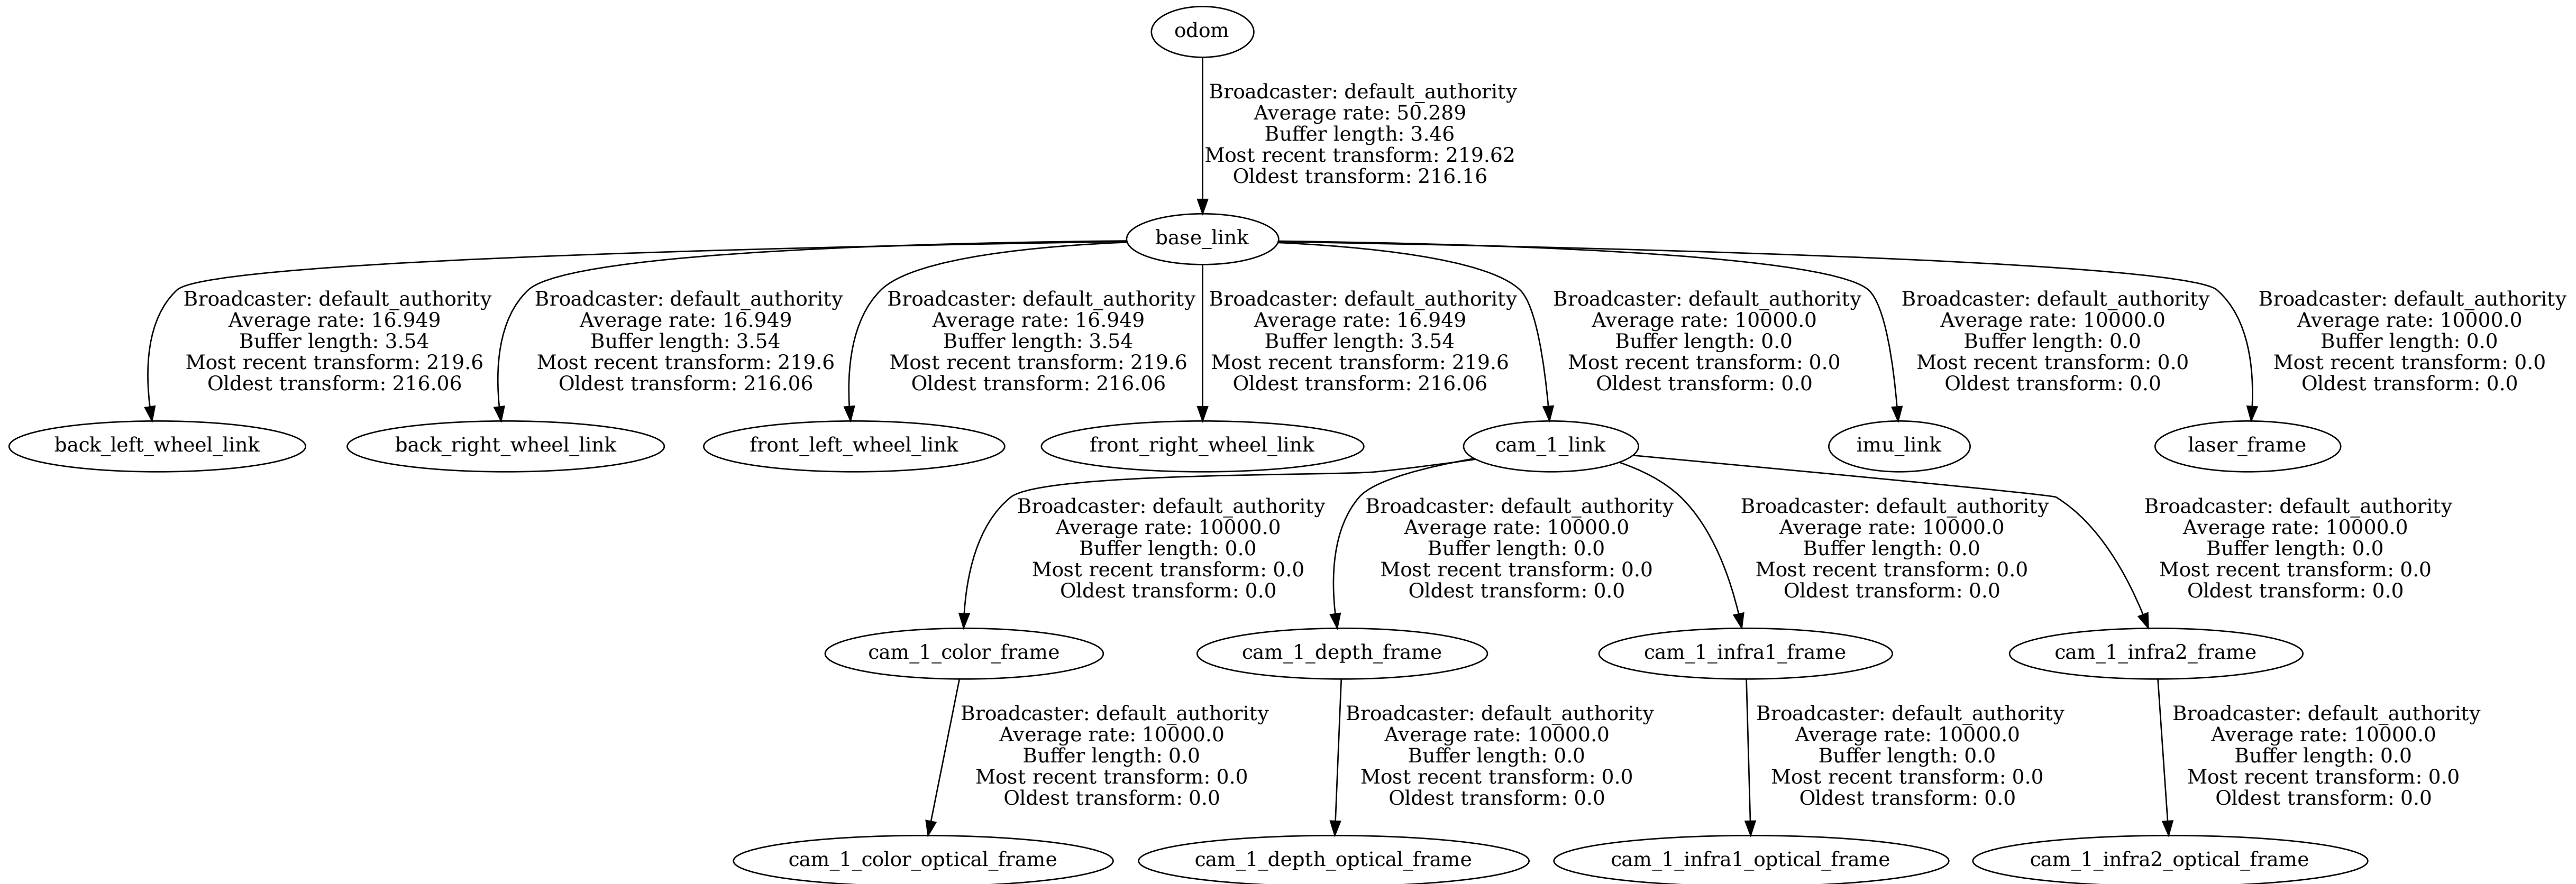 odom
Broadcaster: default_authority
Average rate: 50.289
Buffer length: 3.46
Most recent transform: 219.62
Oldest transform: 216.16
base_link
Broadcaster: default_authority
Average rate: 16.949
Buffer length: 3.54
Most recent transform: 219.6
Oldest transform: 216.06
Broadcaster: default_authority
Average rate: 16.949
Buffer length: 3.54
Most recent transform: 219.6
Oldest transform: 216.06
Broadcaster: default_authority
Average rate: 16.949
Buffer length: 3.54
Most recent transform: 219.6
Oldest transform: 216.06
Broadcaster: default_authority
Average rate: 16.949
Buffer length: 3.54
Most recent transform: 219.6
Oldest transform: 216.06
Broadcaster: default_authority
Average rate: 10000.0
Buffer length: 0.0
Most recent transform: 0.0
Oldest transform: 0.0
Broadcaster: default_authority
Average rate: 10000.0
Buffer length: 0.0
Most recent transform: 0.0
Oldest transform: 0.0
Broadcaster: default_authority
Average rate: 10000.0
Buffer length: 0.0
Most recent transform: 0.0
Oldest transform: 0.0
back_left_wheel_link
back_right_wheel_link
front_left_wheel_link
front_right_wheel_link
cam_1_link
imu_link
laser_frame
Broadcaster: default_authority
Average rate: 10000.0
Buffer length: 0.0
Most recent transform: 0.0
Oldest transform: 0.0
Broadcaster: default_authority
Average rate: 10000.0
Buffer length: 0.0
Most recent transform: 0.0
Oldest transform: 0.0
Broadcaster: default_authority
Average rate: 10000.0
Buffer length: 0.0
Most recent transform: 0.0
Oldest transform: 0.0
Broadcaster: default_authority
Average rate: 10000.0
Buffer length: 0.0
Most recent transform: 0.0
Oldest transform: 0.0
cam_1_color_frame
cam_1_depth_frame
cam_1_infra1_frame
cam_1_infra2_frame
Broadcaster: default_authority
Average rate: 10000.0
Buffer length: 0.0
Most recent transform: 0.0
Oldest transform: 0.0
Broadcaster: default_authority
Average rate: 10000.0
Buffer length: 0.0
Most recent transform: 0.0
Oldest transform: 0.0
Broadcaster: default_authority
Average rate: 10000.0
Buffer length: 0.0
Most recent transform: 0.0
Oldest transform: 0.0
Broadcaster: default_authority
Average rate: 10000.0
Buffer length: 0.0
Most recent transform: 0.0
Oldest transform: 0.0
cam_1_color_optical_frame
cam_1_depth_optical_frame
cam_1_infra1_optical_frame
cam_1_infra2_optical_frame